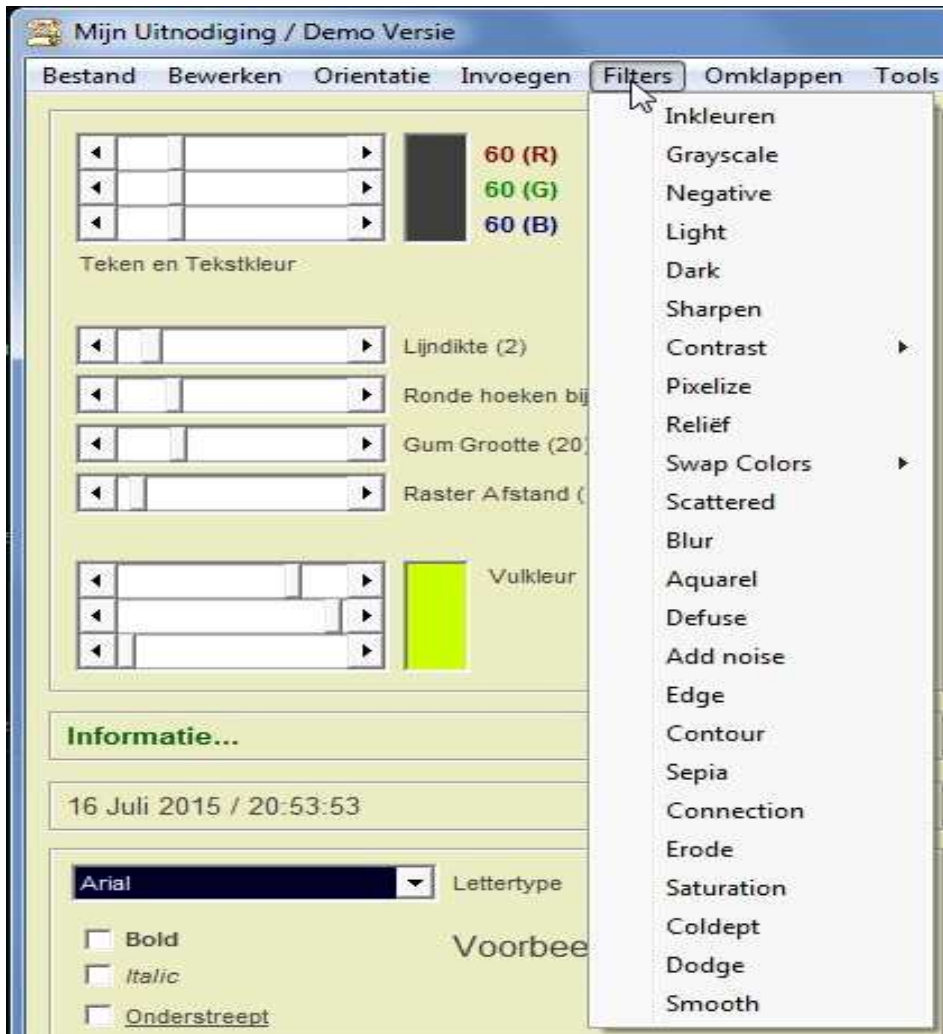 Mijn Uitnodiging / Demo Versie
Bestand Bewerken Orientatie Invoegen Filters Omklappen Tools
60 (R)
60 (G)
60 (B)
Teken en Tekstkleur
Lijndikte (2)
Ronde hoeken bij
Gum Grootte (20)
Raster Afstand (
Vulkleur
Informatie...
16 Juli 2015 / 20:53:53
Arial
Lettertype
Bold
Italic
Onderstreept
Inkleuren
Grayscale
Negative
Light
Dark
Sharpen
Contrast
Pixelize
Reliëf
Swap Colors
Scattered
Blur
Aquarel
Defuse
Add noise
Edge
Contour
Sepia
Connection
Erode
Saturation
Coldept
Dodge
Smooth